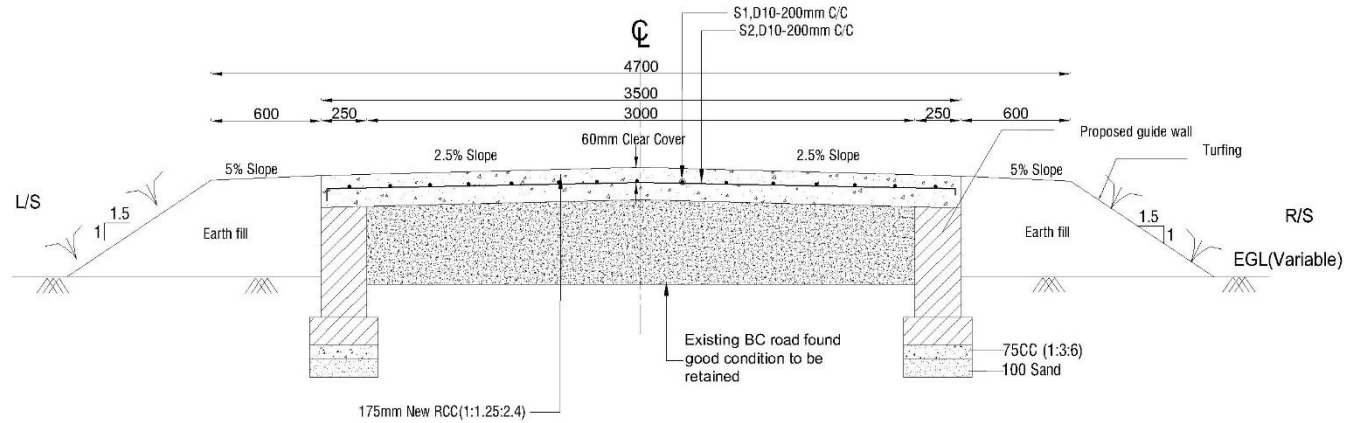 S1,D10-200mm C/C
S2,D10-200mm C/C
℄
4700
3500
600
250
3000
250
600
60mm Clear Cover
Proposed guide wall
Turfing
5% Slope
2.5% Slope
2.5% Slope
5% Slope
L/S
1.5
1
Earth fill
Earth fill
1.5
1
R/S
EGL(Variable)
Existing BC road found
good condition to be
retained
75CC (1:3:6)
100 Sand
175mm New RCC(1:1.25:2.4)